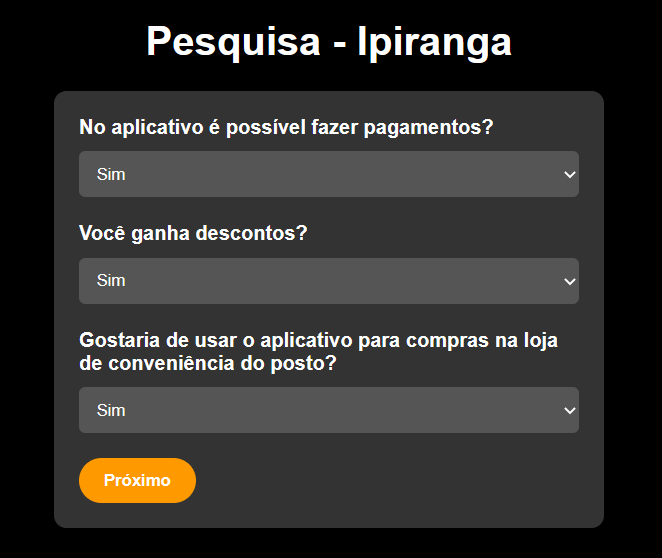 Pesquisa - Ipiranga
No aplicativo é possível fazer pagamentos?
Sim
Você ganha descontos?
Sim
Gostaria de usar o aplicativo para compras na loja
de conveniência do posto?
Sim
Próximo